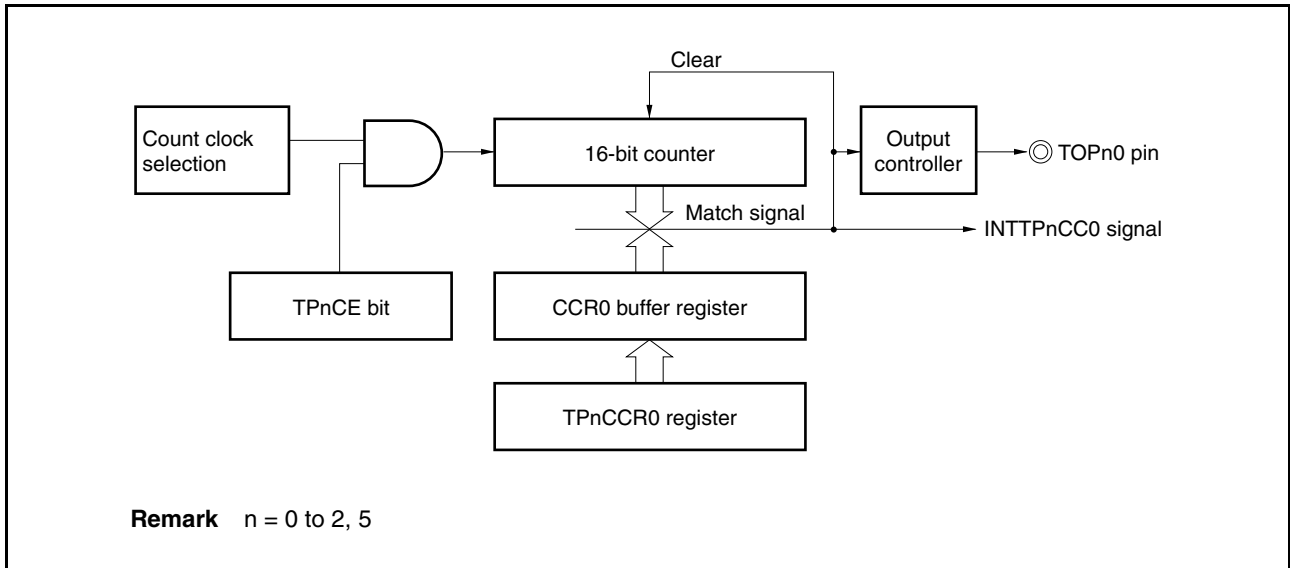 Clear
Count clock
selection
16-bit counter
Output
controller
TOPn0 pin
Match signal
INTTPnCC0 signal
TPnCE bit
CCR0 buffer register
TPnCCR0 register
Remark n = 0 to 2, 5